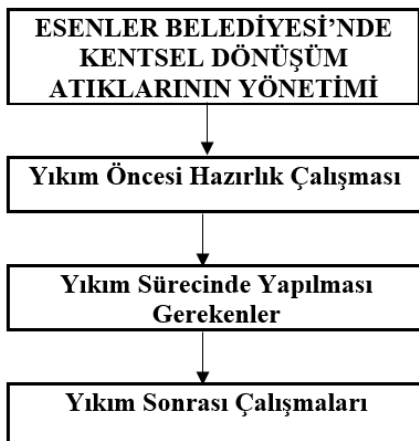 ESENLER BELEDİYESİ’NDE
KENTSEL DÖNÜŞÜM
ATIKLARININ YÖNETİMİ
Yıkım Öncesi Hazırlık Çalışması
Yıkım Sürecinde Yapılması
Gerekenler
Yıkım Sonrası Çalışmaları